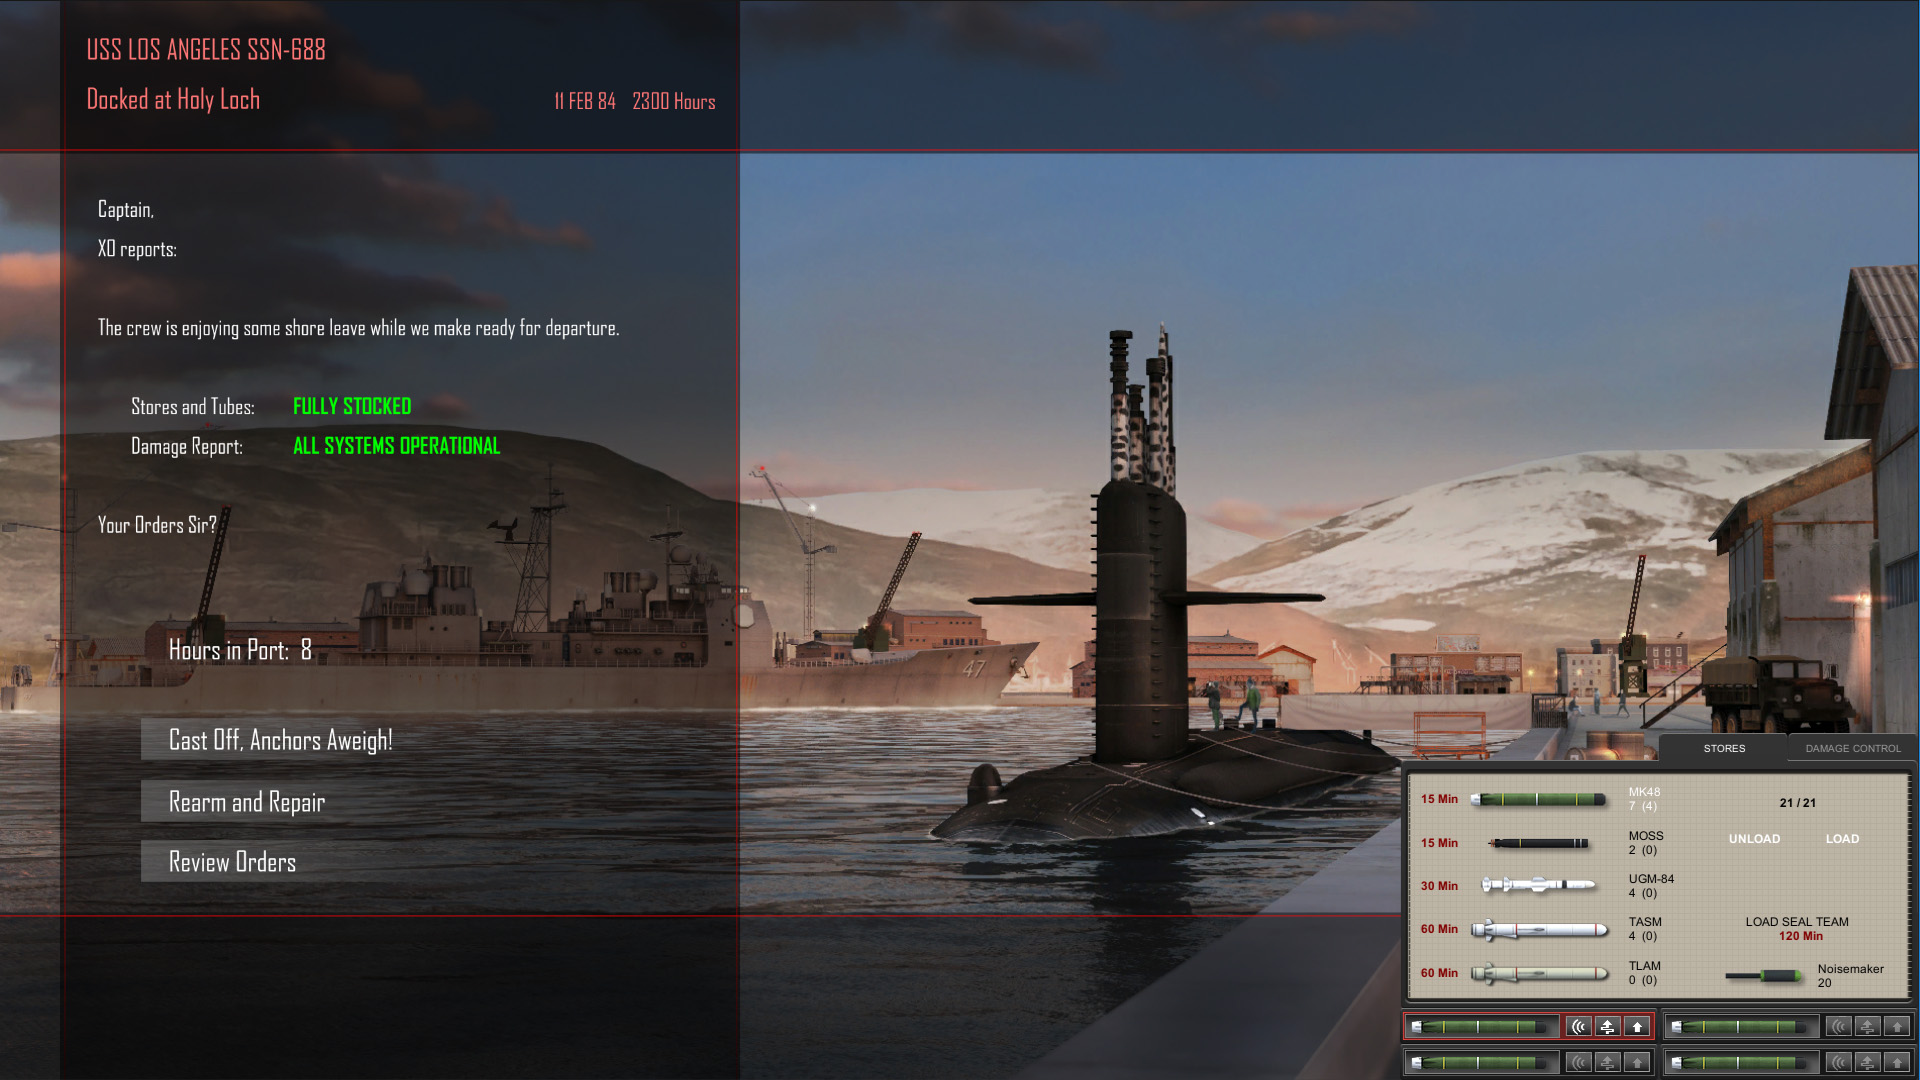 USS LOS ANGELES SSN-688
Docked at Holy Loch
11 FEB 84 2300 Hours
Captain,
XO reports:
The crew is enjoying some shore leave while we make ready for departure.
Stores and Tubes: FULLY STOCKED
Damage Report: ALL SYSTEMS OPERATIONAL
Your Orders Sir?
Hours in Port: 8
Cast Off, Anchors Aweigh!
Rearm and Repair
Review Orders
47
STORES
DAMAGE CONTROL
15 Min
MK48
7 (4)
21 / 21
15 Min
MOSS
2 (0)
UNLOAD
LOAD
30 Min
UGM-84
4 (0)
60 Min
TASM
4 (0)
LOAD SEAL TEAM
120 Min
60 Min
TLAM
0 (0)
Noisemaker
20